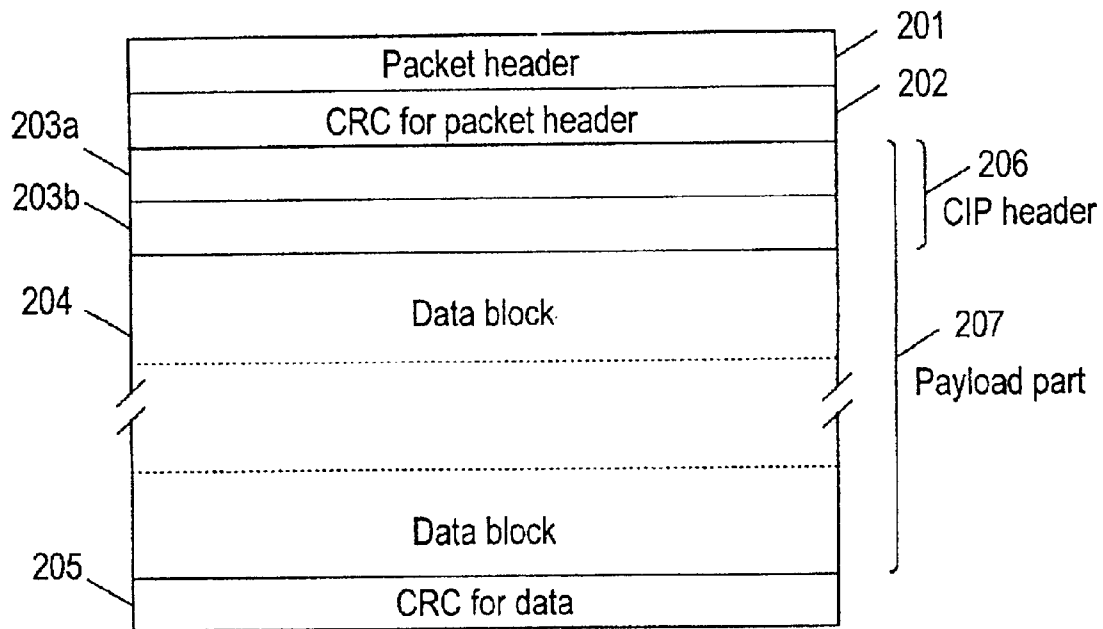 201
Packet header
202
CRC for packet header
203a
206
203b
CIP header
204
Data block
207
Payload part
Data block
205
CRC for data